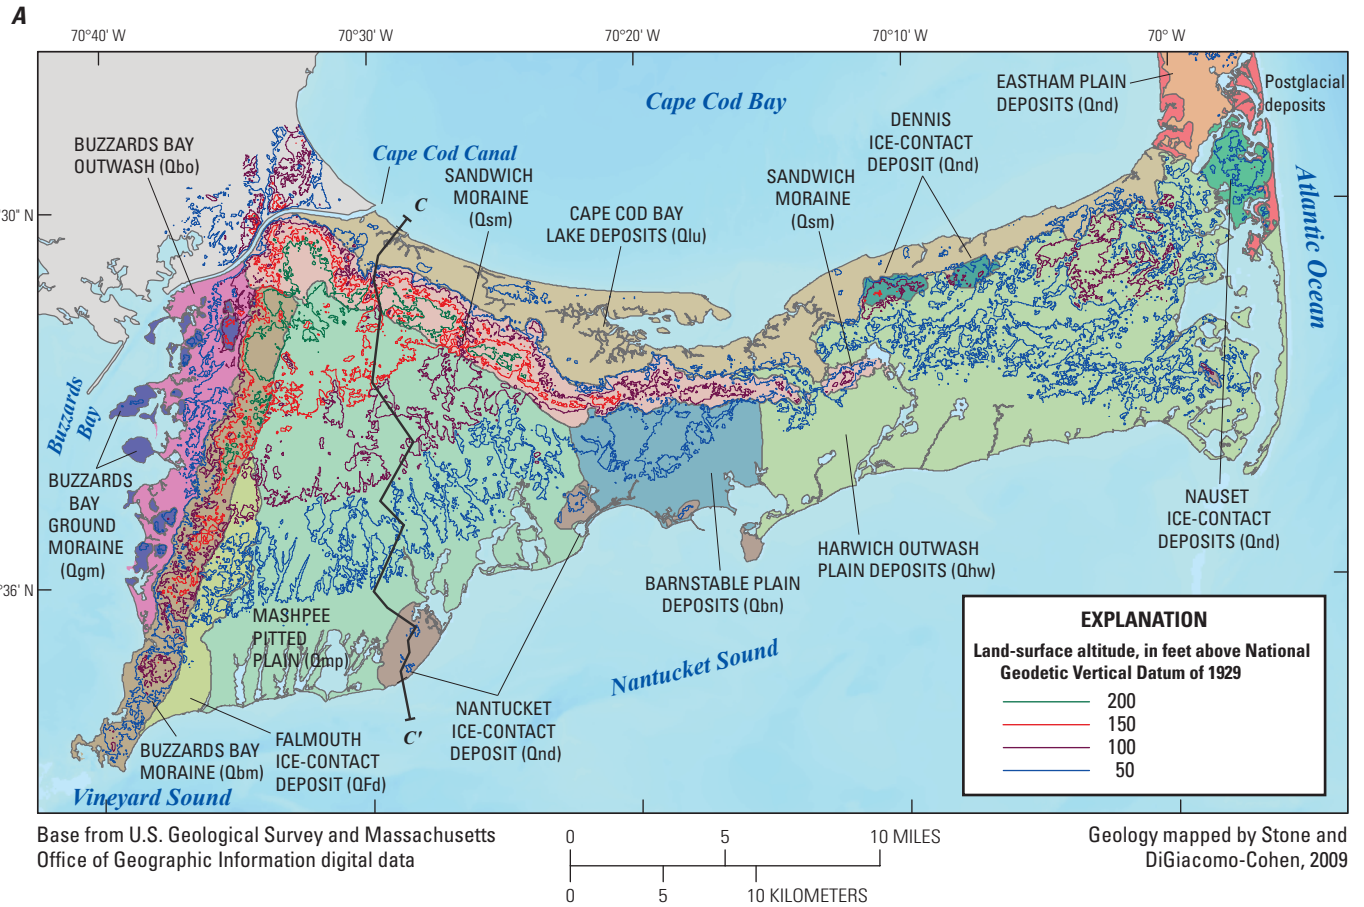 A
70°40' W
70°30' W
70°20' W
70°10' W
70° W
EASTHAM PLAIN
DEPOSITS (Qnd)
Postglacial
deposits
Cape Cod Bay
DENNIS
ICE-CONTACT
DEPOSIT (Qnd)
BUZZARDS BAY
OUTWASH (Qbo)
Cape Cod Canal
SANDWICH
MORAINE
(Qsm)
SANDWICH
MORAINE
(Qsm)
Atlantic Ocean
C
30" N
CAPE COD BAY
LAKE DEPOSITS (Qlu)
Buzzards
Bay
BUZZARDS
BAY
GROUND
MORAINE
(Qgm)
NAUSET
ICE-CONTACT
DEPOSITS (Qnd)
HARWICH OUTWASH
PLAIN DEPOSITS (Qhw)
BARNSTABLE PLAIN
DEPOSITS (Qbn)
36' N
MASHPEE
PITTED
PLAIN (Qmp)
Nantucket Sound
NANTUCKET
ICE-CONTACT
DEPOSIT (Qnd)
C'
BUZZARDS BAY
MORAINE (Qbm)
FALMOUTH
ICE-CONTACT
DEPOSIT (QFd)
Vineyard Sound
EXPLANATION
Land-surface altitude, in feet above National
Geodetic Vertical Datum of 1929
200
150
100
50
Base from U.S. Geological Survey and Massachusetts
Office of Geographic Information digital data
0 5 10 MILES
0 5 10 KILOMETERS
Geology mapped by Stone and
DiGiacomo-Cohen, 2009